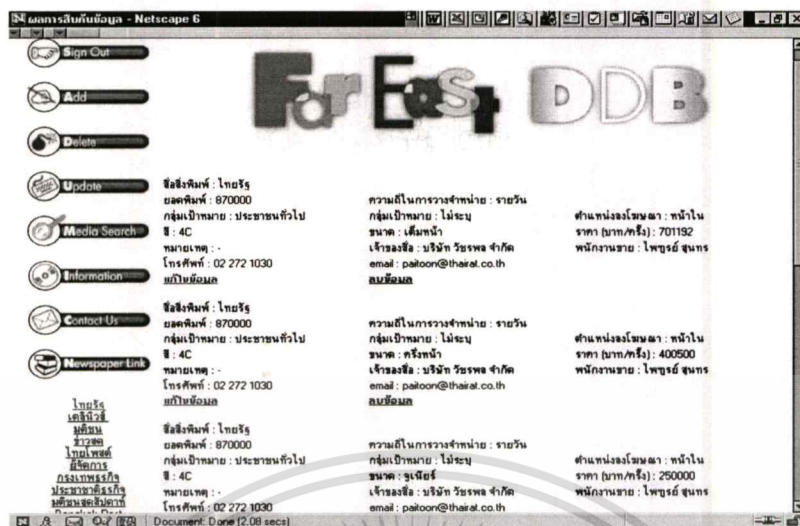 ผลการสืบค้นข้อมูล - Netscape 6
Sign Out
Add
Delete
Update
Media Search
Information
Contact Us
Newspaper Link
ไทยรัฐ
เดลินิวส์
มติชน
ข่าวสด
ไทยโพสต์
ผู้จัดการ
กรุงเทพธุรกิจ
ประชาชาติธุรกิจ
มติชนสุดสัปดาห์
Bangkok Post
Far East DDB
ชื่อสิ่งพิมพ์ : ไทยรัฐ
ยอดพิมพ์ : 870000 ความถี่ในการวางจำหน่าย : รายวัน
กลุ่มเป้าหมาย : ประชาชนทั่วไป กลุ่มเป้าหมาย : ไม่ระบุ ตำแหน่งลงโฆษณา : หน้าใน
สี : 4C ขนาด : เต็มหน้า ราคา (บาท/ครั้ง) : 701192
หมายเหตุ : - เจ้าของชื่อ : บริษัท วัชรพล จำกัด พนักงานขาย : ไพฑูรย์ สุนทร
โทรศัพท์ : 02 272 1030 email : paitoon@thairat.co.th
แก้ไขข้อมูล ลบข้อมูล
ชื่อสิ่งพิมพ์ : ไทยรัฐ
ยอดพิมพ์ : 870000 ความถี่ในการวางจำหน่าย : รายวัน
กลุ่มเป้าหมาย : ประชาชนทั่วไป กลุ่มเป้าหมาย : ไม่ระบุ ตำแหน่งลงโฆษณา : หน้าใน
สี : 4C ขนาด : ครึ่งหน้า ราคา (บาท/ครั้ง) : 400500
หมายเหตุ : - เจ้าของชื่อ : บริษัท วัชรพล จำกัด พนักงานขาย : ไพฑูรย์ สุนทร
โทรศัพท์ : 02 272 1030 email : paitoon@thairat.co.th
แก้ไขข้อมูล ลบข้อมูล
ชื่อสิ่งพิมพ์ : ไทยรัฐ
ยอดพิมพ์ : 870000 ความถี่ในการวางจำหน่าย : รายวัน
กลุ่มเป้าหมาย : ประชาชนทั่วไป กลุ่มเป้าหมาย : ไม่ระบุ ตำแหน่งลงโฆษณา : หน้าใน
สี : 4C ขนาด : จูเนียร์ ราคา (บาท/ครั้ง) : 250000
หมายเหตุ : - เจ้าของชื่อ : บริษัท วัชรพล จำกัด พนักงานขาย : ไพฑูรย์ สุนทร
โทรศัพท์ : 02 272 1030 email : paitoon@thairat.co.th
Document: Done (2.08 secs)